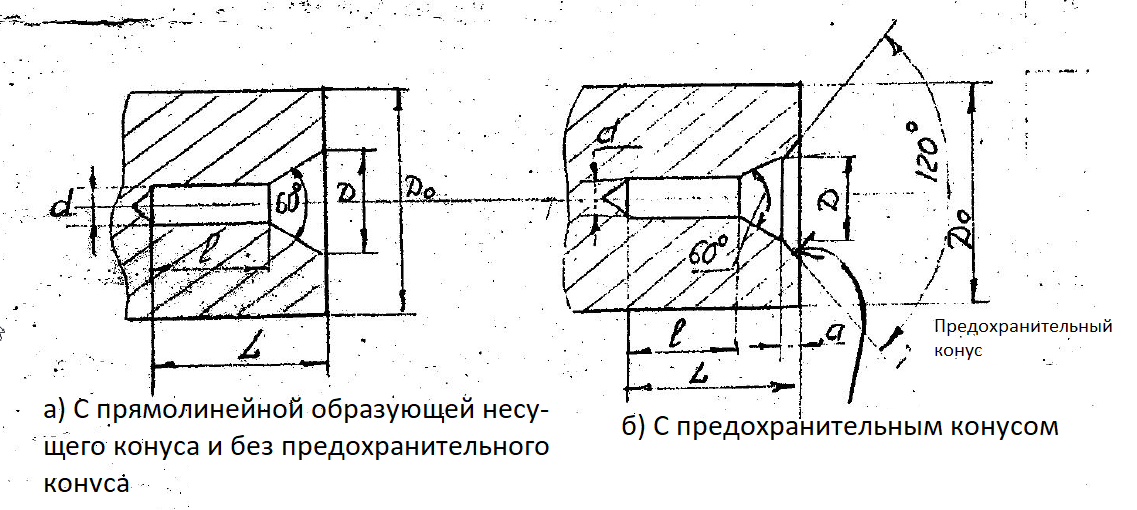 d
60°
D
D₀
l
L
d
60°
120°
D
D₀
l
a
L
Предохранительный
конус
а) С прямолинейной образующей несу-
щего конуса и без предохранительного
конуса
б) С предохранительным конусом